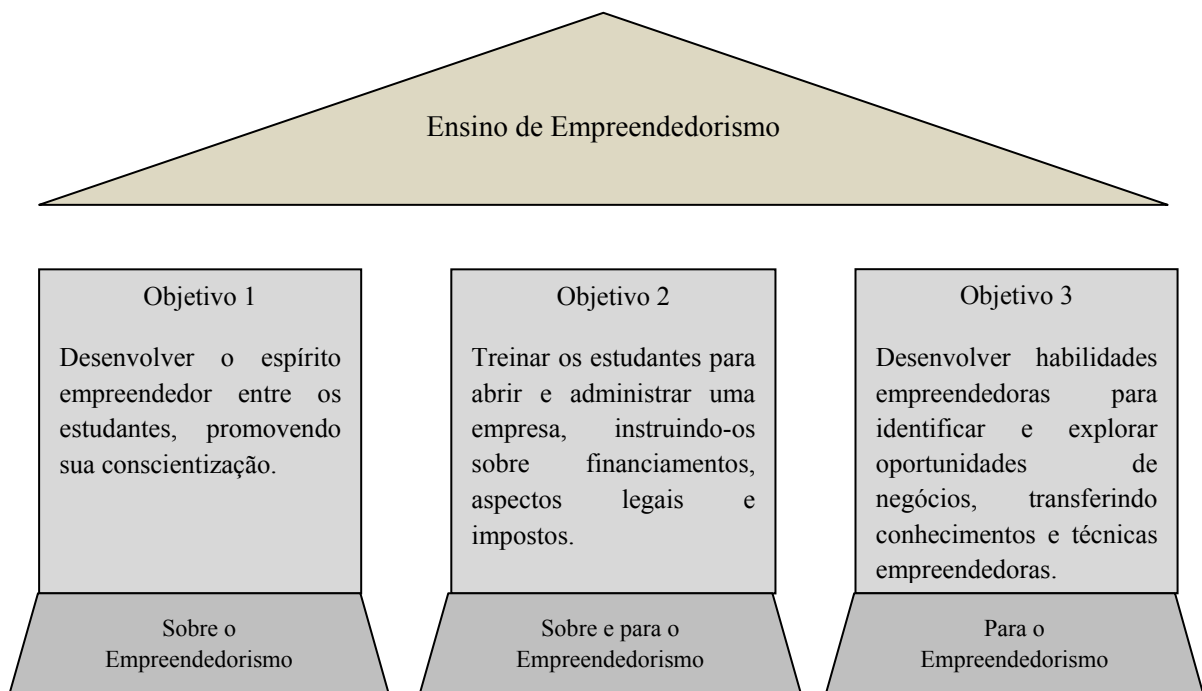 Ensino de Empreendedorismo
Objetivo 1
Desenvolver o espírito
empreendedor entre os
estudantes, promovendo
sua conscientização.
Sobre o
Empreendedorismo
Objetivo 2
Treinar os estudantes para
abrir e administrar uma
empresa, instruindo-os
sobre financiamentos,
aspectos legais e
impostos.
Sobre e para o
Empreendedorismo
Objetivo 3
Desenvolver habilidades
empreendedoras para
identificar e explorar
oportunidades de
negócios, transferindo
conhecimentos e técnicas
empreendedoras.
Para o
Empreendedorismo